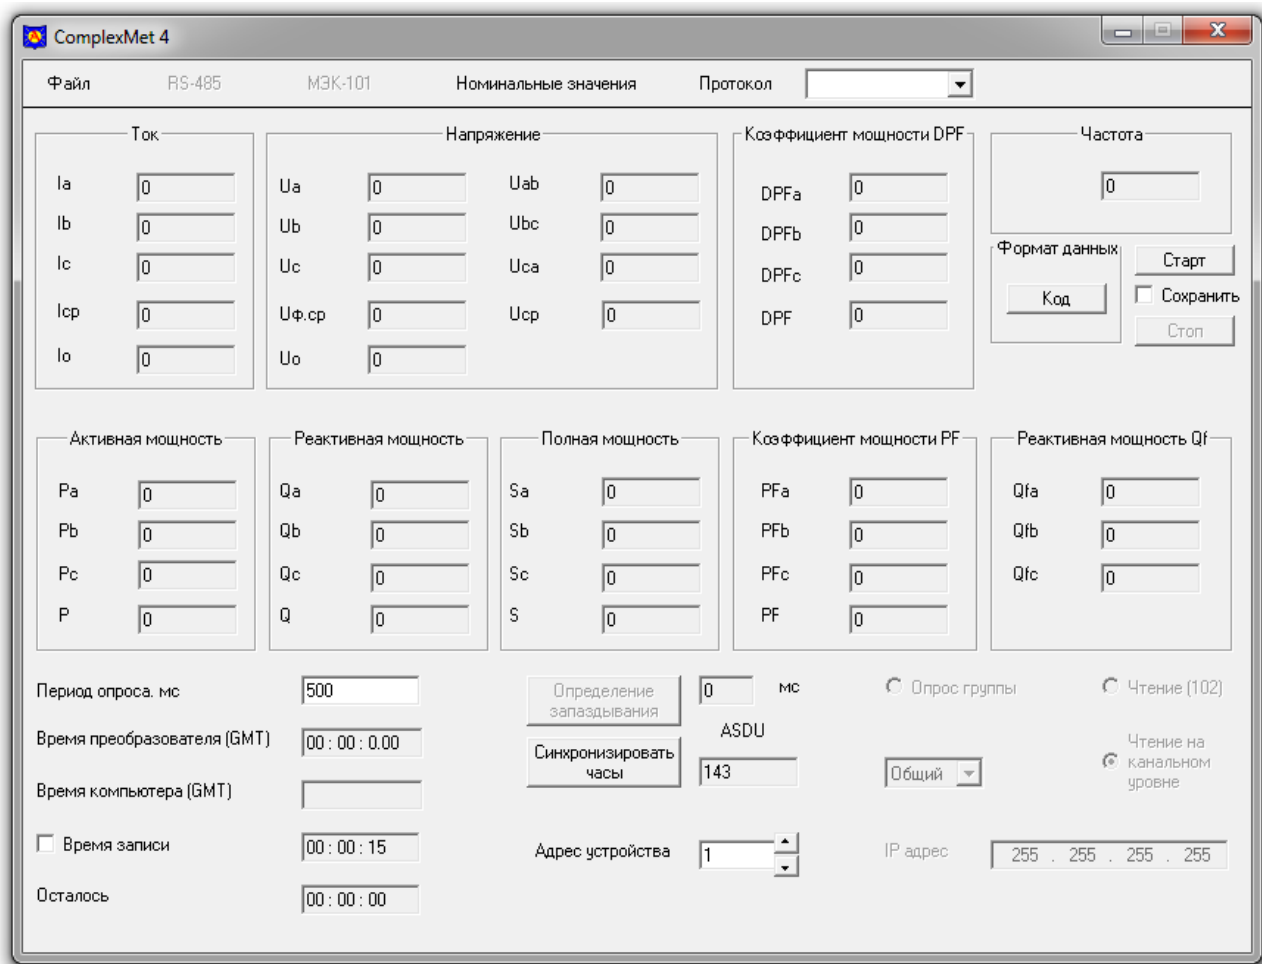 ComplexMet 4
Файл RS-485 МЭК-101 Номинальные значения Протокол
Ток
Ia 0
Ib 0
Ic 0
Iср 0
Io 0
Напряжение
Ua 0 Uab 0
Ub 0 Ubc 0
Uc 0 Uca 0
Uф.ср 0 Uср 0
Uo 0
Коэффициент мощности DPF
DPFa 0
DPFb 0
DPFc 0
DPF 0
Частота
0
Формат данных
Код
Старт
Сохранить
Стоп
Активная мощность
Pa 0
Pb 0
Pc 0
P 0
Реактивная мощность
Qa 0
Qb 0
Qc 0
Q 0
Полная мощность
Sa 0
Sb 0
Sc 0
S 0
Коэффициент мощности PF
PFa 0
PFb 0
PFc 0
PF 0
Реактивная мощность Qf
Qfa 0
Qfb 0
Qfc 0
Период опроса. мс 500
Время преобразователя (GMT) 00 : 00 : 0.00
Время компьютера (GMT)
Время записи 00 : 00 : 15
Осталось 00 : 00 : 00
Определение
запаздывания
0 мс
Синхронизировать
часы
ASDU
143
Адрес устройства 1
Опрос группы
Чтение (102)
Общий
Чтение на
канальном
уровне
IP адрес 255 . 255 . 255 . 255